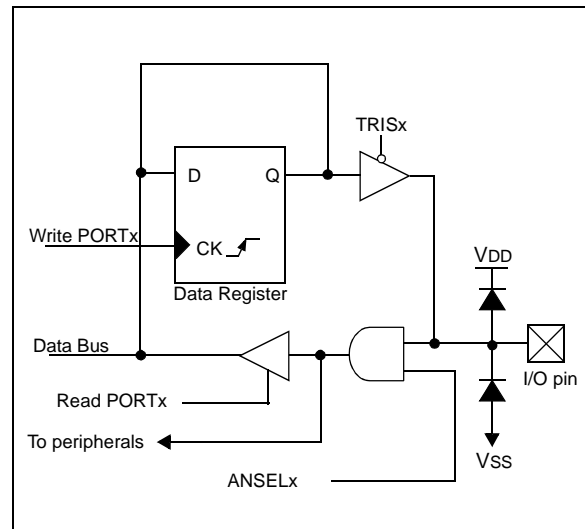 TRISx
D
Q
Write PORTx
CK
Data Register
VDD
Data Bus
I/O pin
Read PORTx
To peripherals
VSS
ANSELx